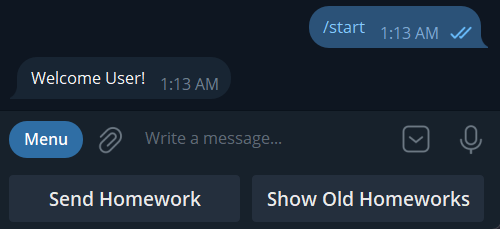 /start 1:13 AM
Welcome User! 1:13 AM
Menu Write a message...
Send Homework Show Old Homeworks